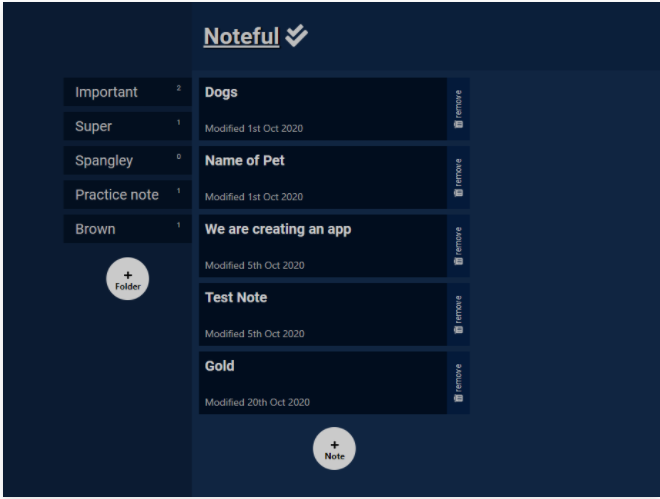 Noteful
Important 2
Super 1
Spangley 0
Practice note 1
Brown 1
+
Folder
Dogs
Modified 1st Oct 2020
remove
Name of Pet
Modified 1st Oct 2020
remove
We are creating an app
Modified 5th Oct 2020
remove
Test Note
Modified 5th Oct 2020
remove
Gold
Modified 20th Oct 2020
remove
+
Note